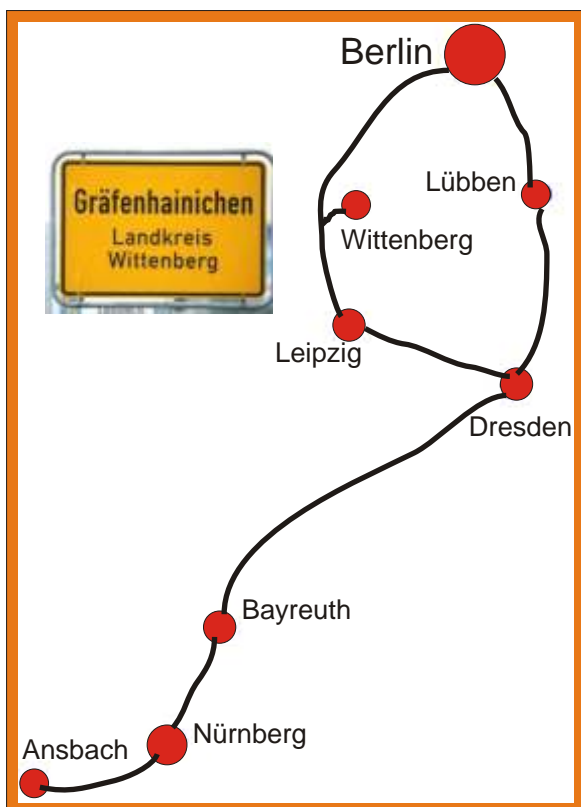 Berlin
Gräfenhainichen
Landkreis
Wittenberg
Lübben
Wittenberg
Leipzig
Dresden
Bayreuth
Nürnberg
Ansbach